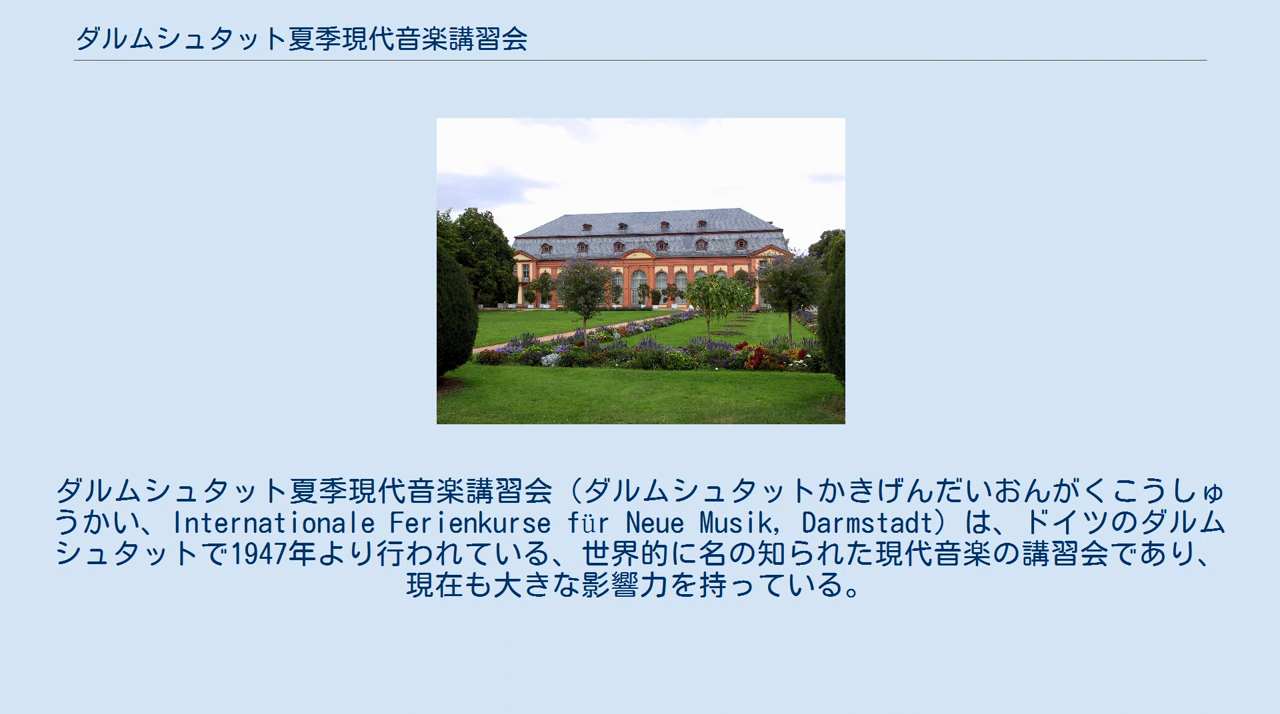 ダルムシュタット夏季現代音楽講習会
ダルムシュタット夏季現代音楽講習会（ダルムシュタットかきげんだいおんがくこうしゅ
うかい、Internationale Ferienkurse für Neue Musik, Darmstadt）は、ドイツのダルム
シュタットで1947年より行われている、世界的に名の知られた現代音楽の講習会であり、
現在も大きな影響力を持っている。